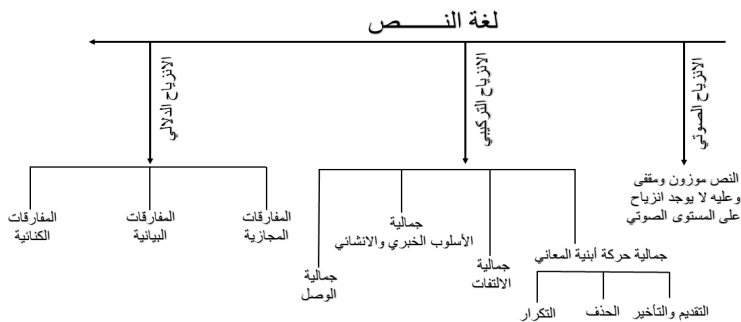 لغة النـــــــص
الانزياح الصوتي
الانزياح التركيبي
الانزياح الدلالي
النص موزون ومقفى
وعليه لا يوجد انزياح
على المستوى الصوتي
جمالية حركة أبنية المعاني
التقديم والتأخير
الحذف
التكرار
جمالية
الالتفات
جمالية
الأسلوب الخبري والانشائي
جمالية
الوصل
المفارقات
المجازية
المفارقات
البيانية
المفارقات
الكنائية